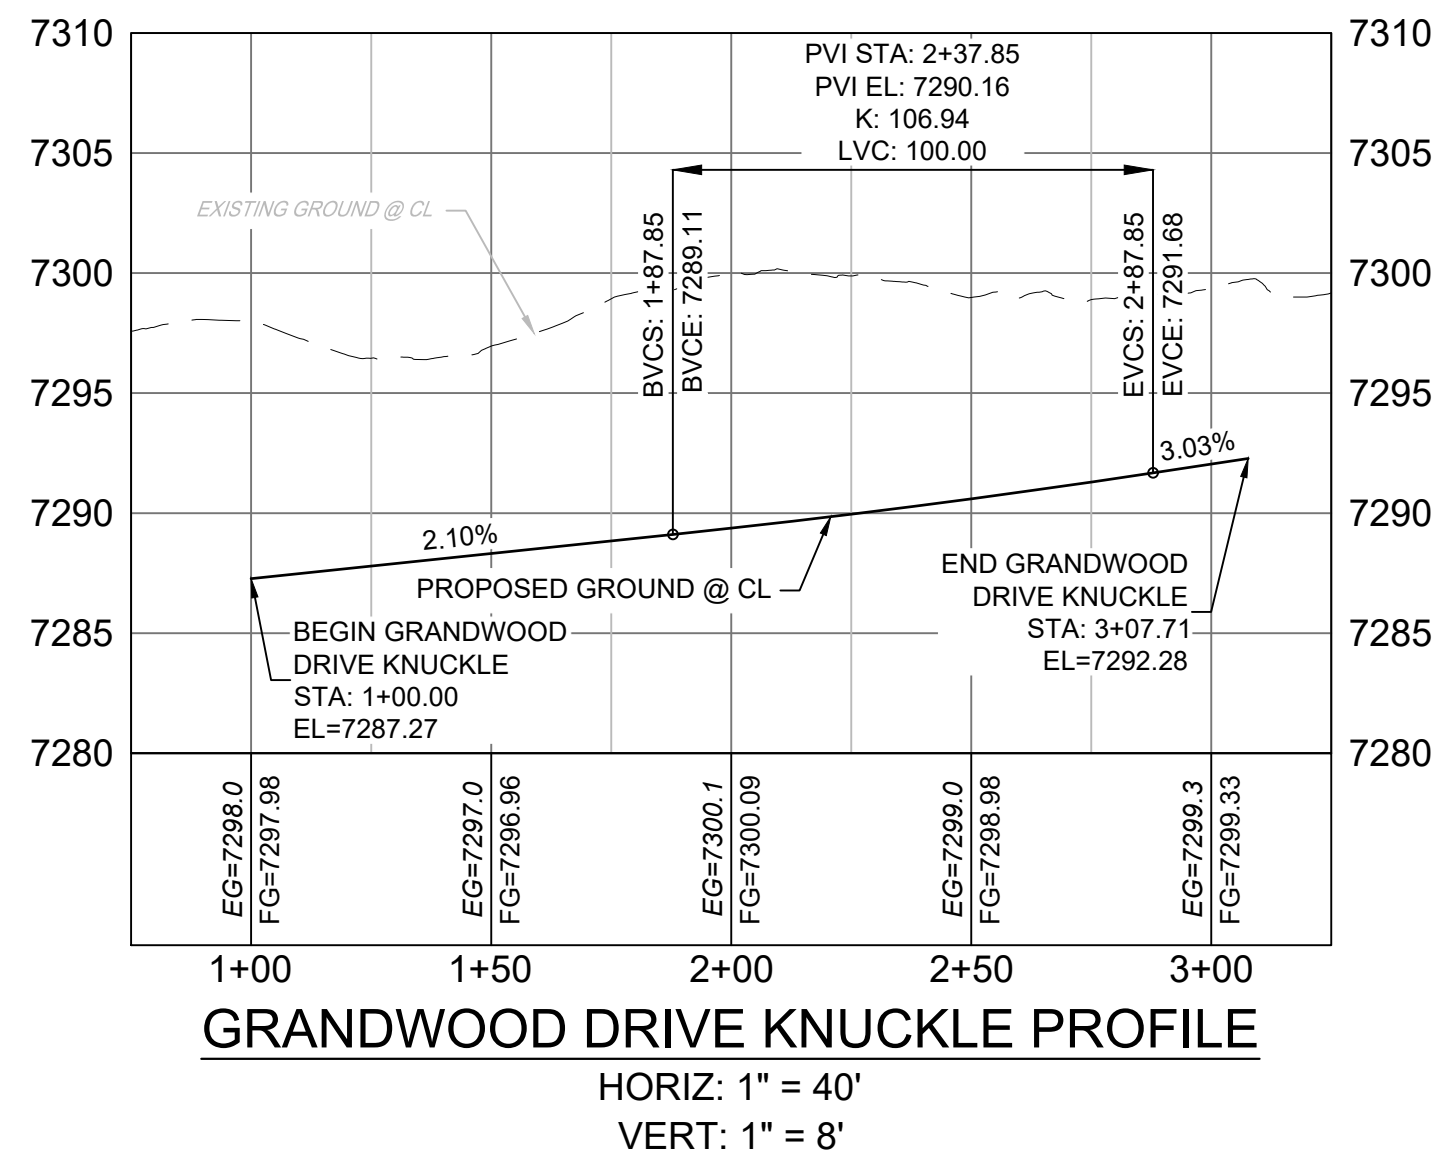 7310
7310
PVI STA: 2+37.85
PVI EL: 7290.16
K: 106.94
LVC: 100.00
7305
7305
EXISTING GROUND @ CL
BVCS: 1+87.85
BVCE: 7289.11
EVCS: 2+87.85
EVCE: 7291.68
7300
7300
7295
7295
2.10%
3.03%
7290
7290
PROPOSED GROUND @ CL
END GRANDWOOD
DRIVE KNUCKLE
STA: 3+07.71
EL=7292.28
BEGIN GRANDWOOD
DRIVE KNUCKLE
STA: 1+00.00
EL=7287.27
7285
7285
7280
7280
EG=7298.0
FG=7297.98
EG=7297.0
FG=7296.96
EG=7300.1
FG=7300.09
EG=7299.0
FG=7298.98
EG=7299.3
FG=7299.33
1+00
1+50
2+00
2+50
3+00
GRANDWOOD DRIVE KNUCKLE PROFILE
HORIZ: 1" = 40'
VERT: 1" = 8'